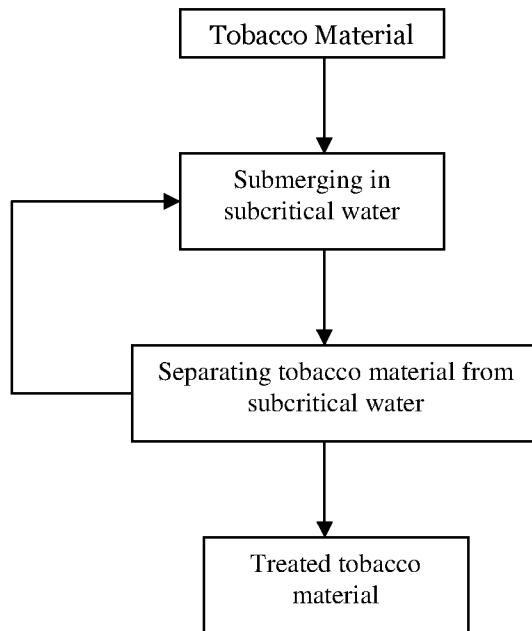 Tobacco Material
Submerging in
subcritical water
Separating tobacco material from
subcritical water
Treated tobacco
material